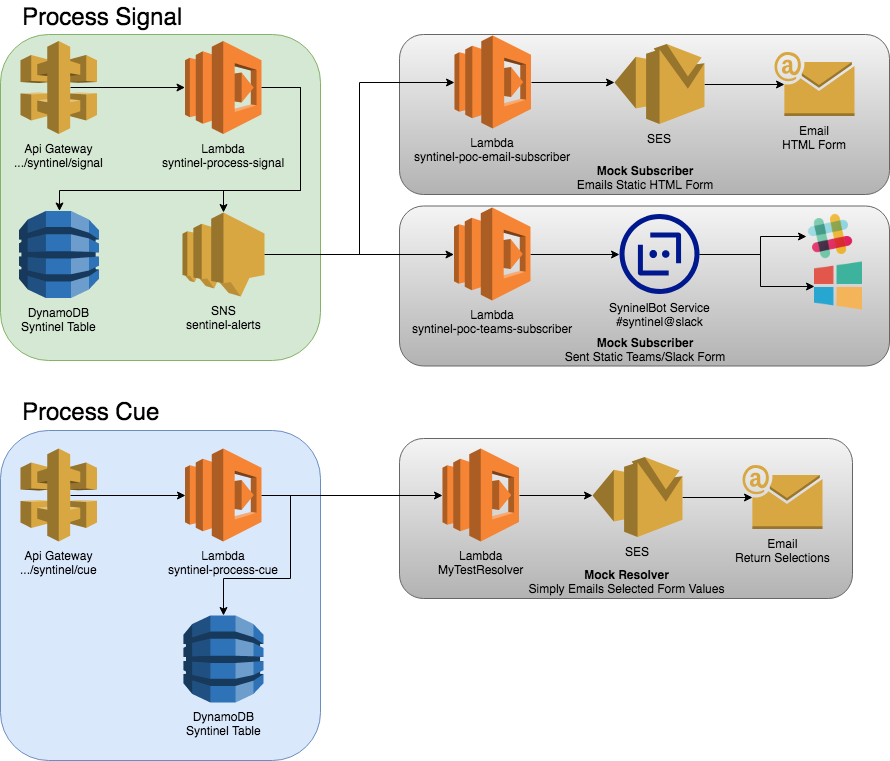 Process Signal
Api Gateway
.../syntinel/signal
Lambda
syntinel-process-signal
DynamoDB
Syntinel Table
SNS
sentinel-alerts
Lambda
syntinel-poc-email-subscriber
SES
@
Email
HTML Form
Mock Subscriber
Emails Static HTML Form
Lambda
syntinel-poc-teams-subscriber
SyninelBot Service
#syntinel@slack
Mock Subscriber
Sent Static Teams/Slack Form
Process Cue
Api Gateway
.../syntinel/cue
Lambda
syntinel-process-cue
DynamoDB
Syntinel Table
Lambda
MyTestResolver
SES
@
Email
Return Selections
Mock Resolver
Simply Emails Selected Form Values